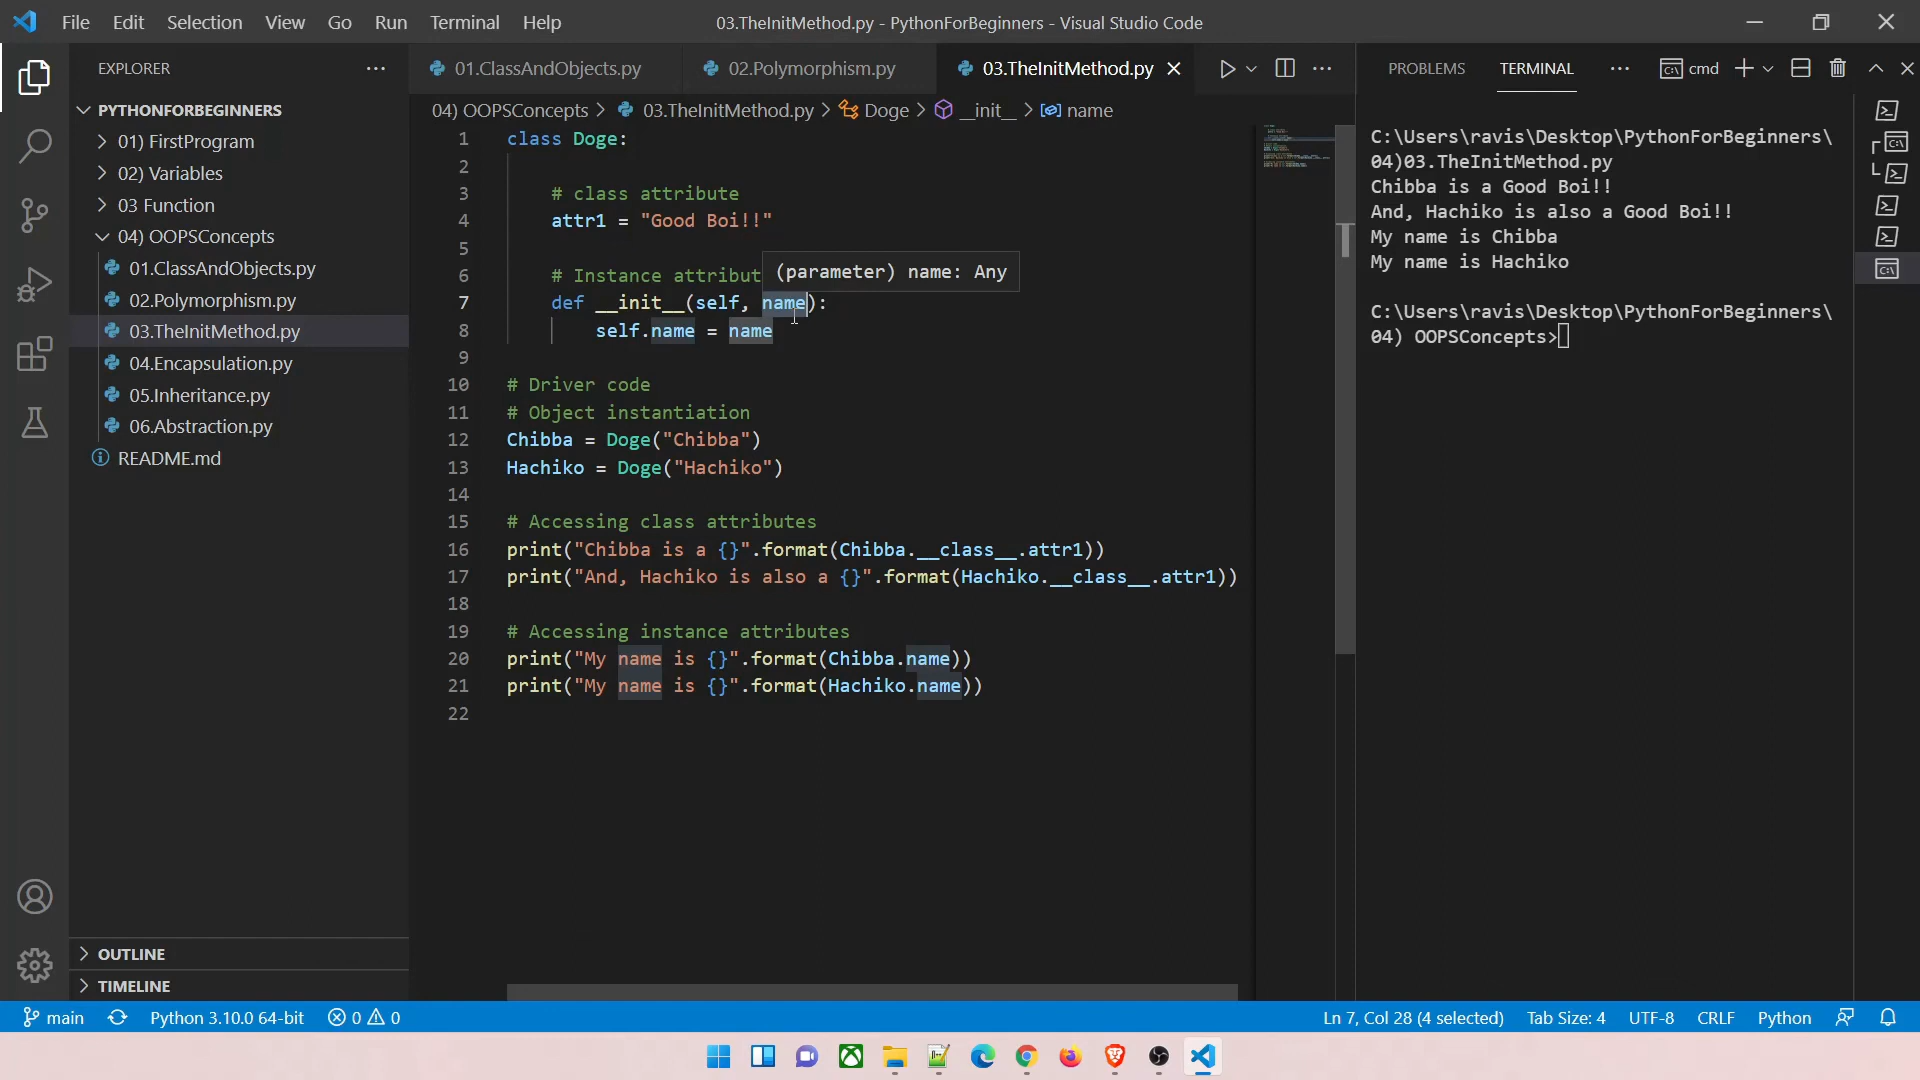 File Edit Selection View Go Run Terminal Help
03.TheInitMethod.py - PythonForBeginners - Visual Studio Code
EXPLORER
PYTHONFORBEGINNERS
01) FirstProgram
02) Variables
03 Function
04) OOPSConcepts
01.ClassAndObjects.py
02.Polymorphism.py
03.TheInitMethod.py
04.Encapsulation.py
05.Inheritance.py
06.Abstraction.py
README.md
OUTLINE
TIMELINE
01.ClassAndObjects.py 02.Polymorphism.py 03.TheInitMethod.py
04) OOPSConcepts > 03.TheInitMethod.py > Doge > __init__ > name
1 class Doge:
2
3 # class attribute
4 attr1 = "Good Boi!!"
5
6 # Instance attribut
(parameter) name: Any
7 def __init__(self, name):
8 self.name = name
9
10 # Driver code
11 # Object instantiation
12 Chibba = Doge("Chibba")
13 Hachiko = Doge("Hachiko")
14
15 # Accessing class attributes
16 print("Chibba is a {}".format(Chibba.__class__.attr1))
17 print("And, Hachiko is also a {}".format(Hachiko.__class__.attr1))
18
19 # Accessing instance attributes
20 print("My name is {}".format(Chibba.name))
21 print("My name is {}".format(Hachiko.name))
22
PROBLEMS TERMINAL cmd
C:\Users\ravis\Desktop\PythonForBeginners\
04)03.TheInitMethod.py
Chibba is a Good Boi!!
And, Hachiko is also a Good Boi!!
My name is Chibba
My name is Hachiko
C:\Users\ravis\Desktop\PythonForBeginners\
04) OOPSConcepts>
main Python 3.10.0 64-bit 0 0
Ln 7, Col 28 (4 selected) Tab Size: 4 UTF-8 CRLF Python